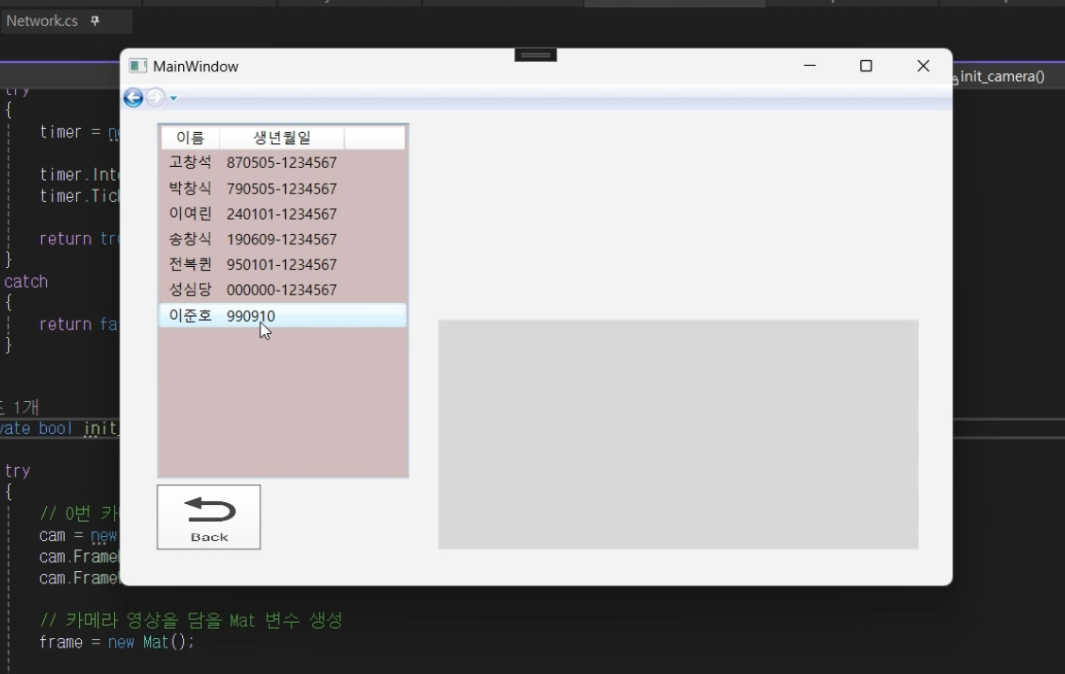 Network.cs
MainWindow
init_camera()
try
{
timer =
timer.Int
timer.Tic
return tr
}
catch
{
return fa
}
이름 생년월일
고창석 870505-1234567
박창식 790505-1234567
이여린 240101-1234567
송창식 190609-1234567
전복퀸 950101-1234567
성심당 000000-1234567
이준호 990910
Back
1개
vate bool init_
try
{
// 0번 카
cam = new
cam.Frame
cam.Frame
// 카메라 영상을 담을 Mat 변수 생성
frame = new Mat();